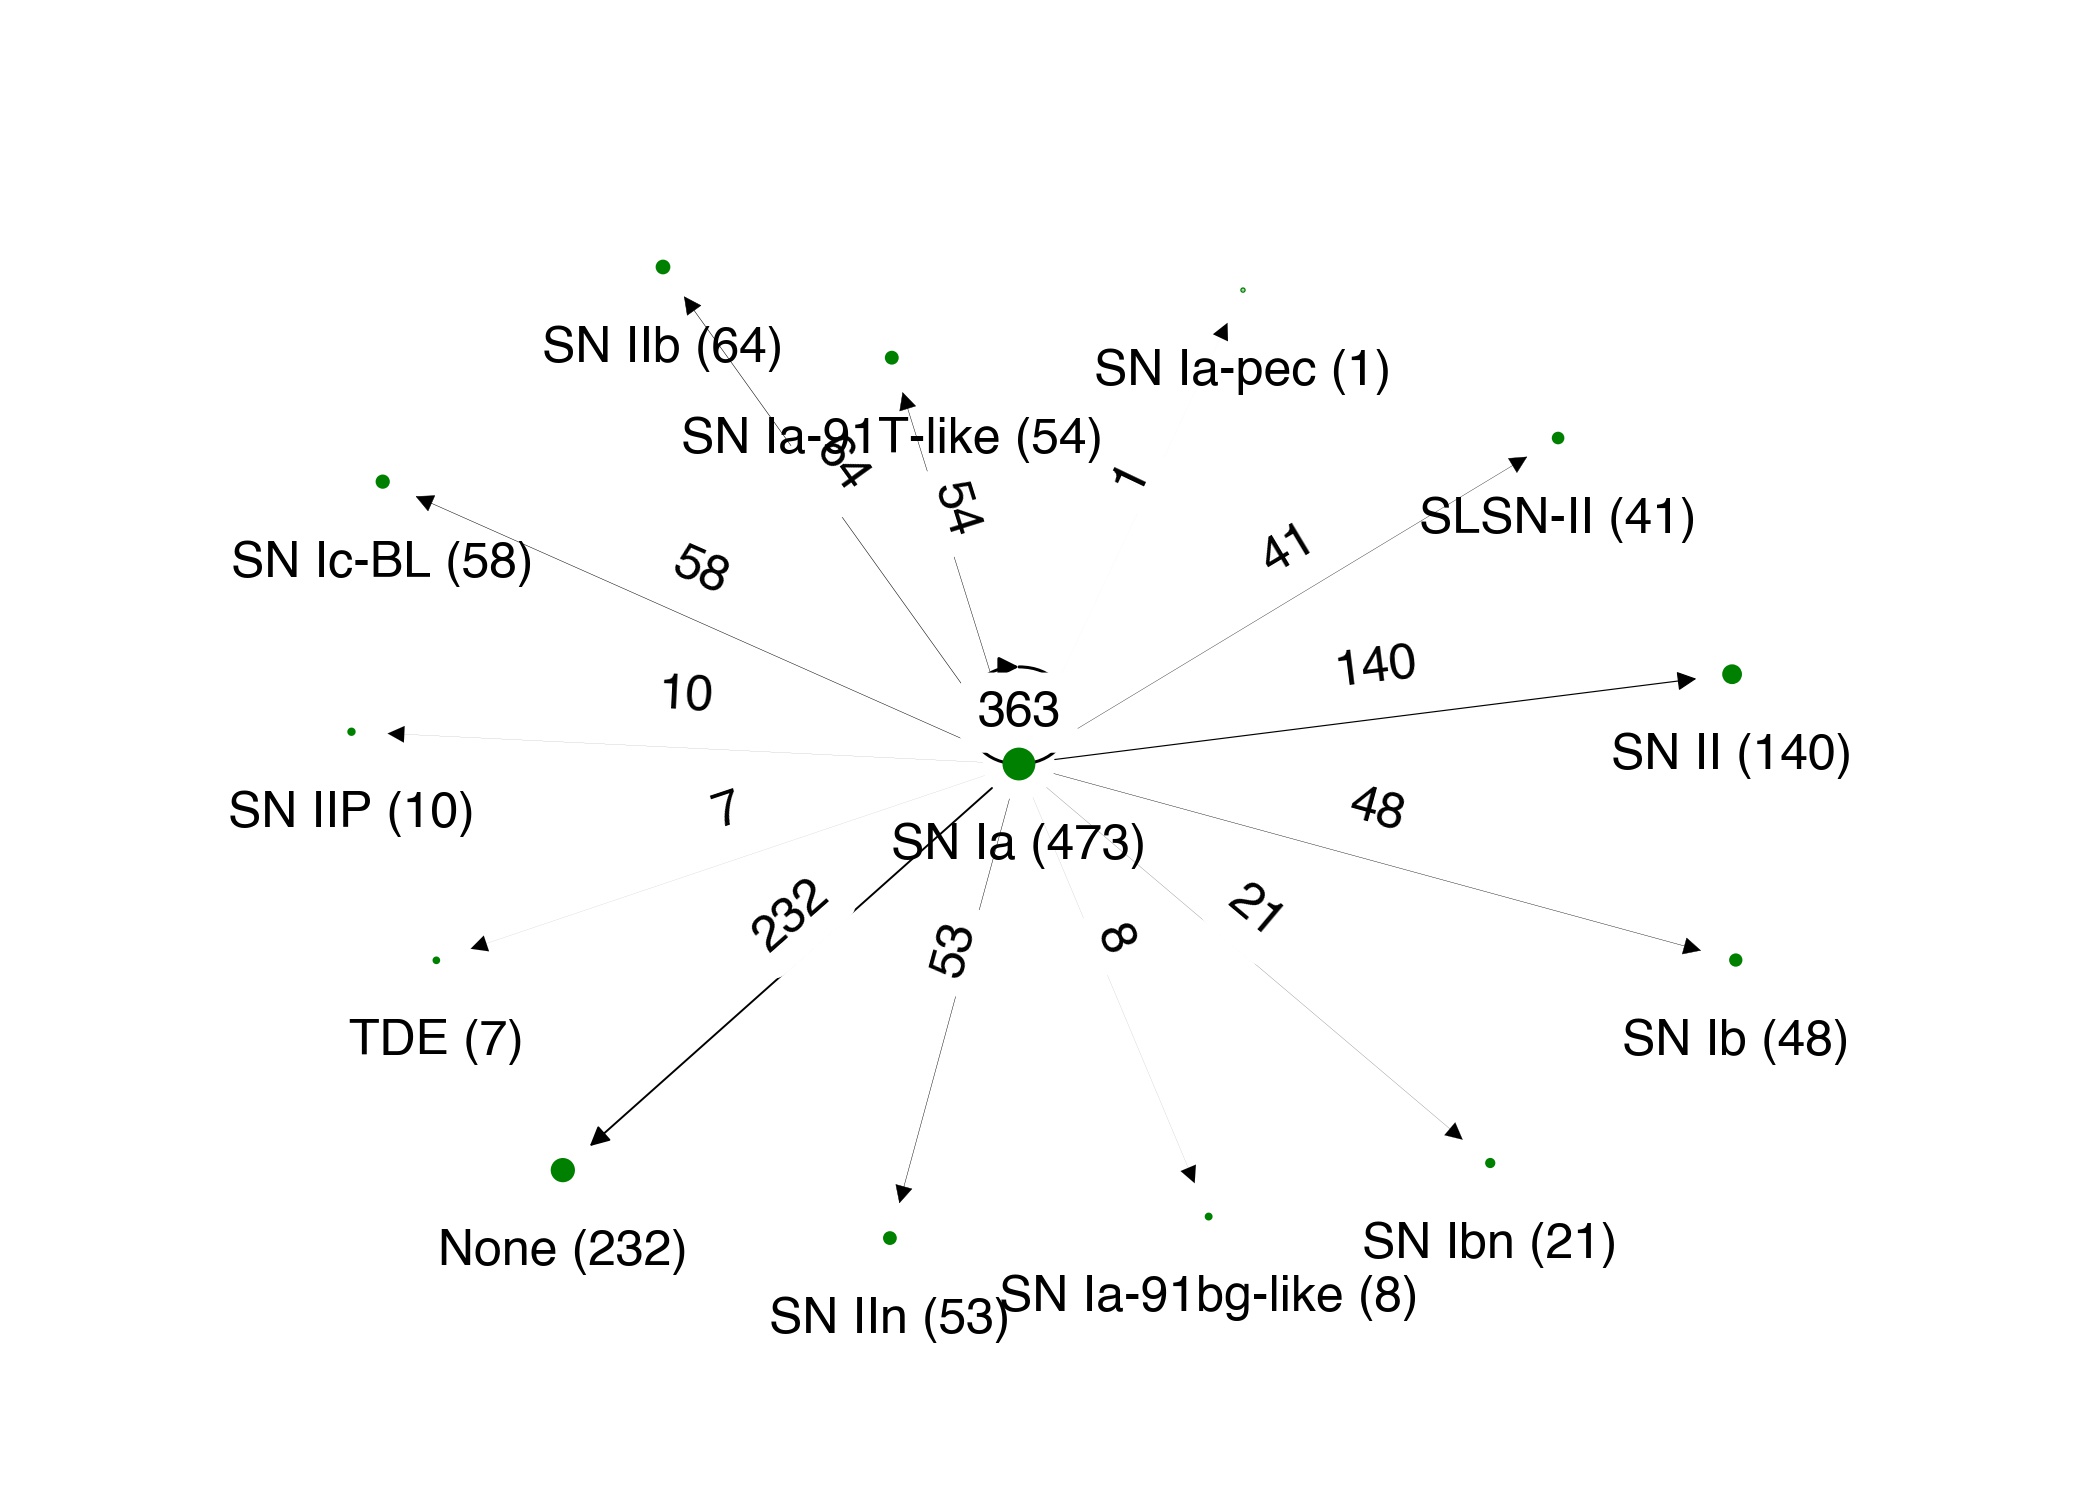 SN IIb (64)
SN Ia-pec (1)
SN Ia-91T-like (54)
64
54
1
41
SLSN-II (41)
SN Ic-BL (58)
58
140
10
363
SN II (140)
SN IIP (10)
7
48
SN Ia (473)
232
53
8
21
TDE (7)
SN Ib (48)
None (232)
SN Ibn (21)
SN IIn (53)
SN Ia-91bg-like (8)